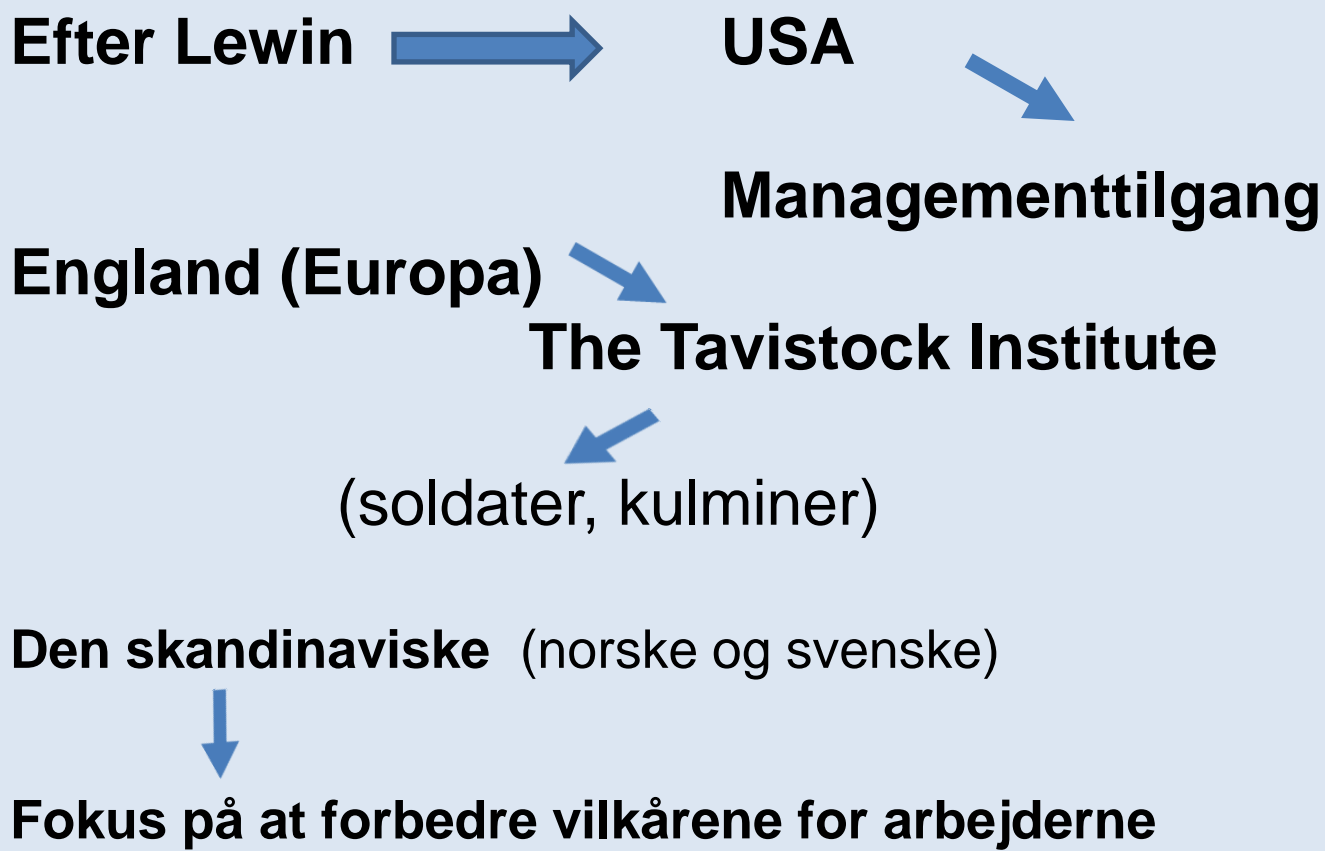 Efter Lewin USA
Managementtilgang
England (Europa)
The Tavistock Institute
(soldater, kulminer)
Den skandinaviske (norske og svenske)
Fokus på at forbedre vilkårene for arbejderne